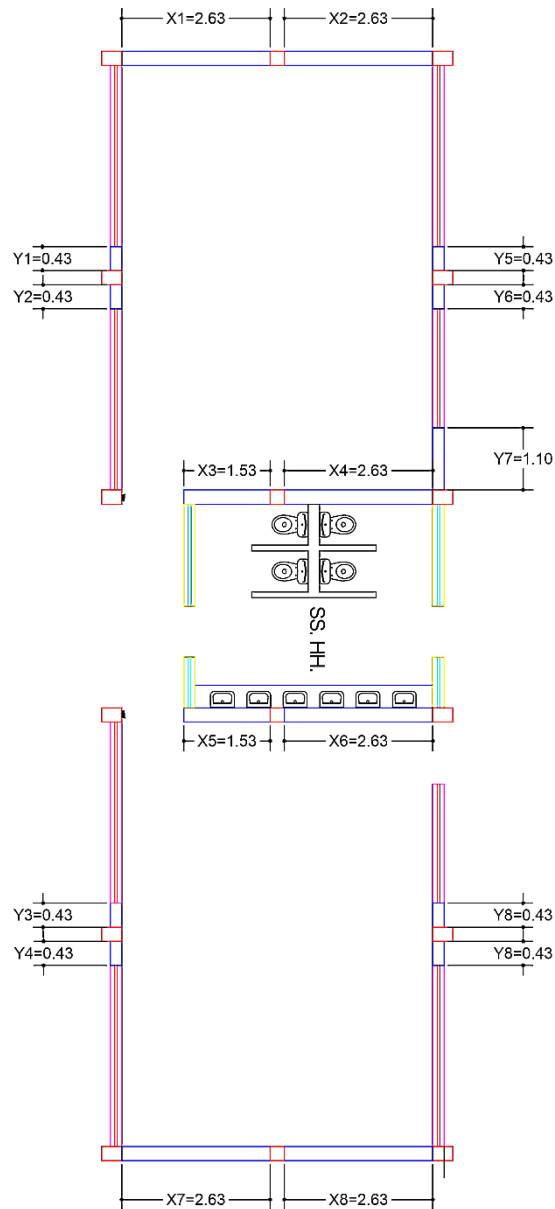 X1=2.63 X2=2.63
Y1=0.43 Y5=0.43
Y2=0.43 Y6=0.43
Y7=1.10
X3=1.53 X4=2.63
SS. HH.
X5=1.53 X6=2.63
Y3=0.43 Y8=0.43
Y4=0.43 Y8=0.43
X7=2.63 X8=2.63